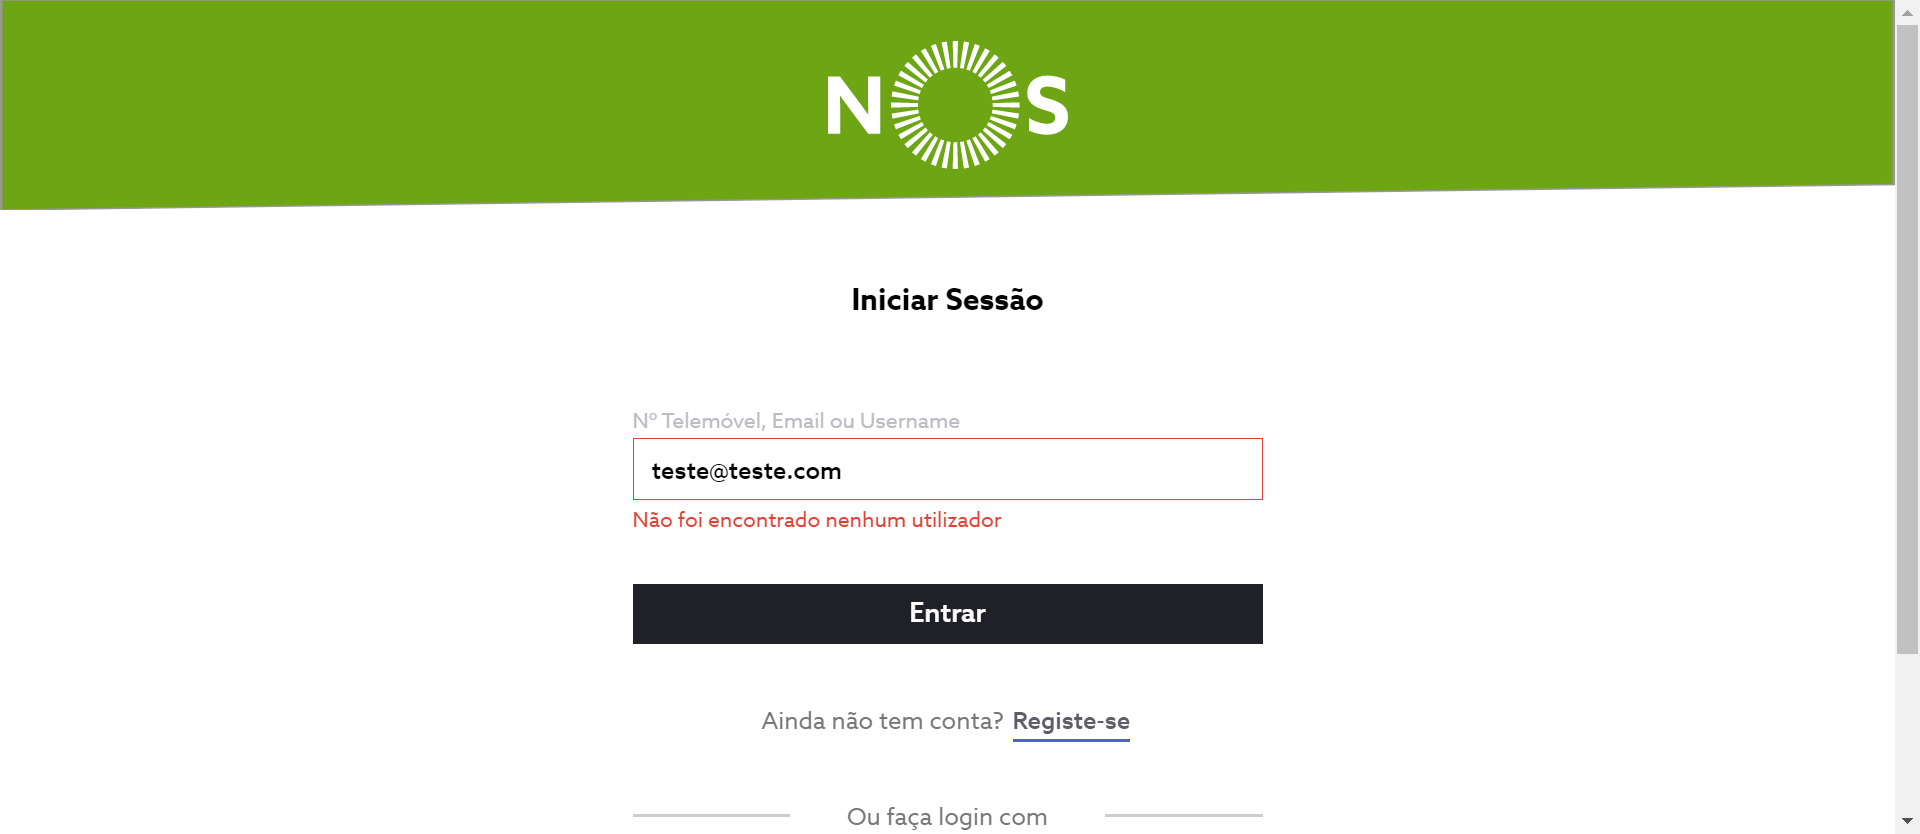 NOS
Iniciar Sessão
Nº Telemóvel, Email ou Username
teste@teste.com
Não foi encontrado nenhum utilizador
Entrar
Ainda não tem conta? Registe-se
Ou faça login com